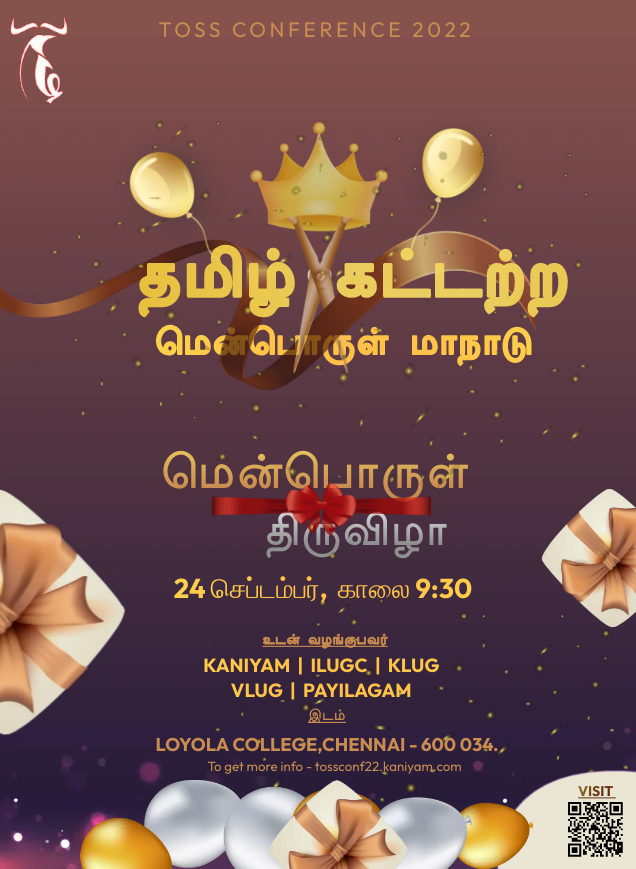 TOSS CONFERENCE 2022
தமிழ் கட்டற்ற
மென்பொருள் மாநாடு
மென்பொருள்
திருவிழா
24 செப்டம்பர், காலை 9:30
உடன் வழங்குபவர்
KANIYAM | ILUGC | KLUG
VLUG | PAYILAGAM
இடம்
LOYOLA COLLEGE,CHENNAI - 600 034.
To get more info - tossconf22.kaniyam.com
VISIT